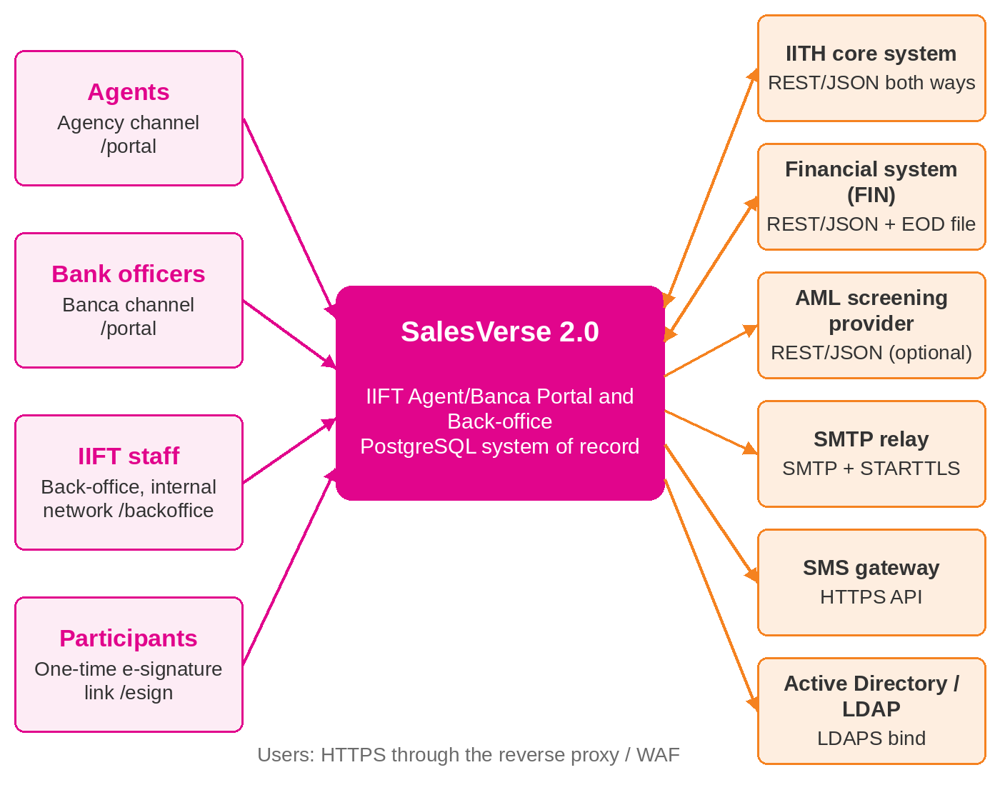 Agents
Agency channel
/portal
Bank officers
Banca channel
/portal
IIFT staff
Back-office, internal
network /backoffice
Participants
One-time e-signature
link /esign
SalesVerse 2.0
IIFT Agent/Banca Portal and
Back-office
PostgreSQL system of record
IITH core system
REST/JSON both ways
Financial system
(FIN)
REST/JSON + EOD file
AML screening
provider
REST/JSON (optional)
SMTP relay
SMTP + STARTTLS
SMS gateway
HTTPS API
Active Directory /
LDAP
LDAPS bind
Users: HTTPS through the reverse proxy / WAF